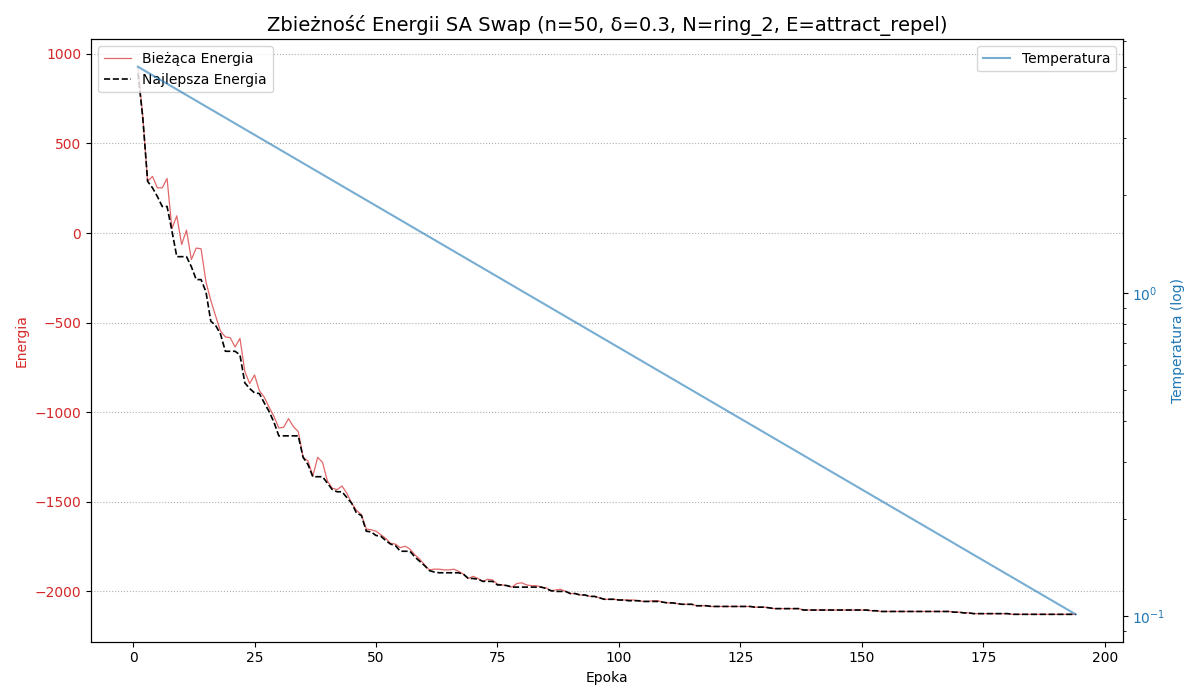 Zbieżność Energii SA Swap (n=50, δ=0.3, N=ring_2, E=attract_repel)
Bieżąca Energia
Najlepsza Energia
Temperatura
1000
500
0
−500
−1000
−1500
−2000
Energia
10⁰
10⁻¹
Temperatura (log)
0 25 50 75 100 125 150 175 200
Epoka